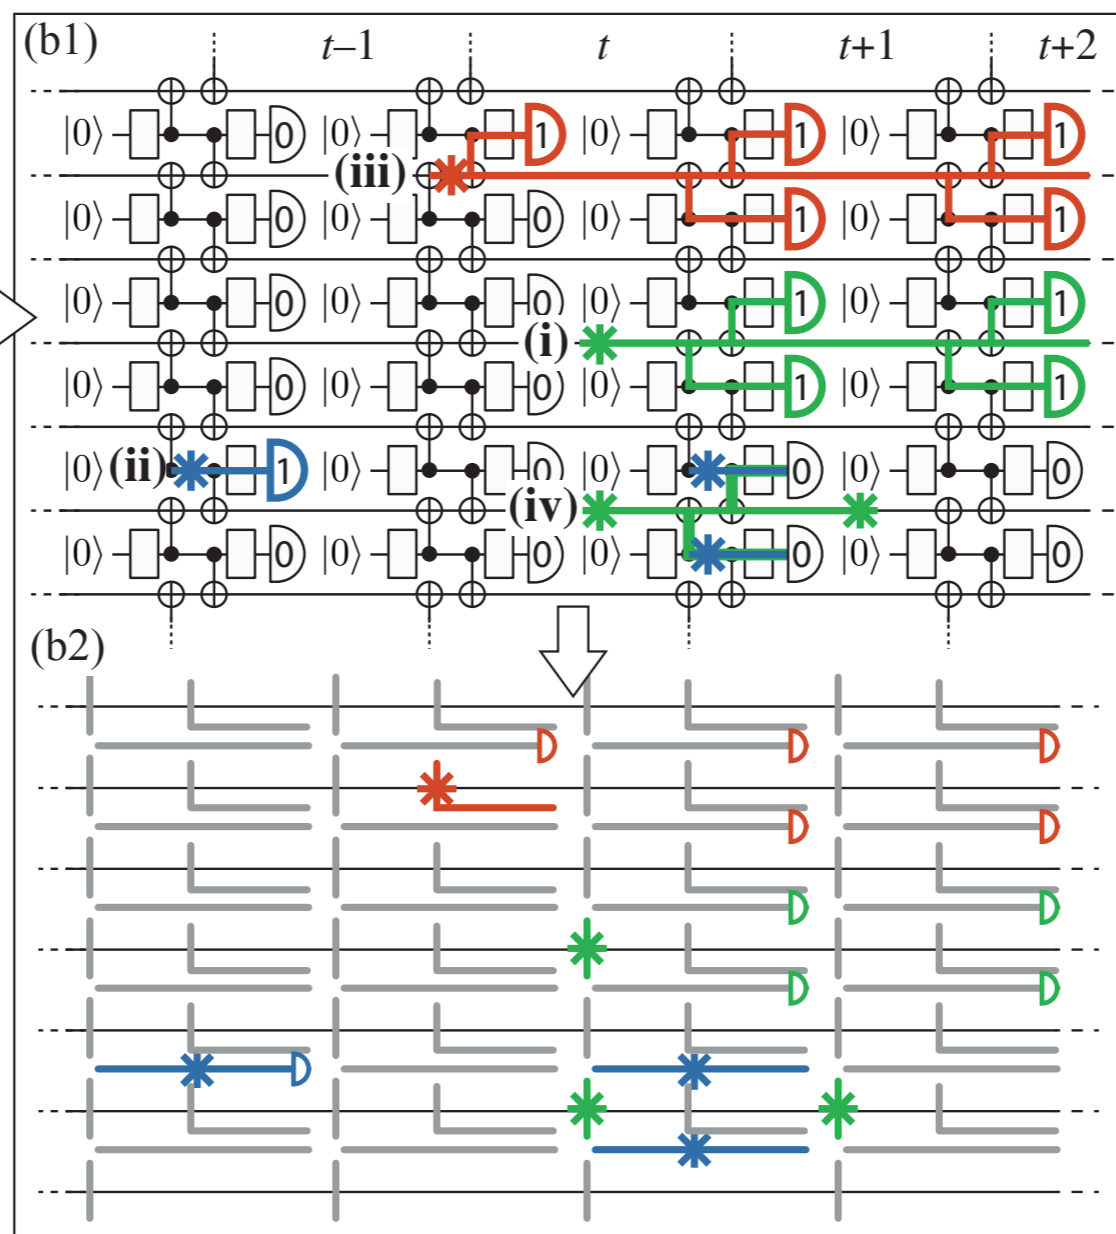 (b1) t–1 t t+1 t+2
|0⟩ 0 |0⟩ 1 |0⟩ 1 |0⟩ 1
(iii)
|0⟩ 0 |0⟩ 0 |0⟩ 1 |0⟩ 1
|0⟩ 0 |0⟩ 0 |0⟩ 1 |0⟩ 1
(i)
|0⟩ 0 |0⟩ 0 |0⟩ 1 |0⟩ 1
|0⟩ (ii) 1 |0⟩ 0 |0⟩ 0 |0⟩ 0
(iv)
|0⟩ 0 |0⟩ 0 |0⟩ 0 |0⟩ 0
(b2)